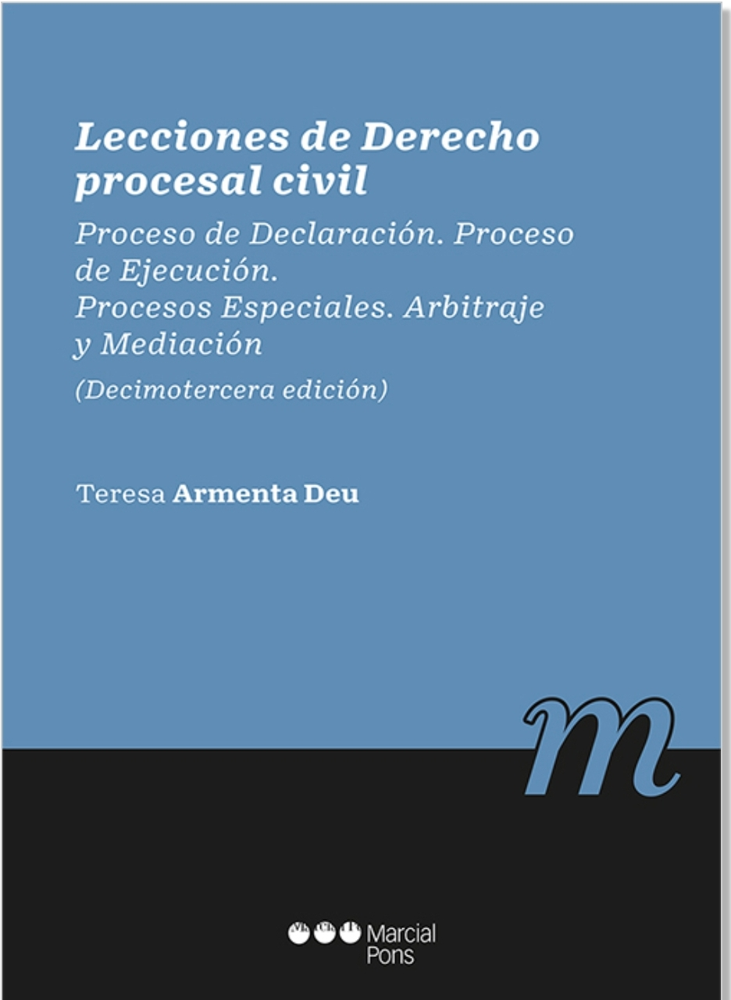 Lecciones de Derecho
procesal civil
Proceso de Declaración. Proceso
de Ejecución.
Procesos Especiales. Arbitraje
y Mediación
(Decimotercera edición)
Teresa Armenta Deu
m
Marcial
Pons